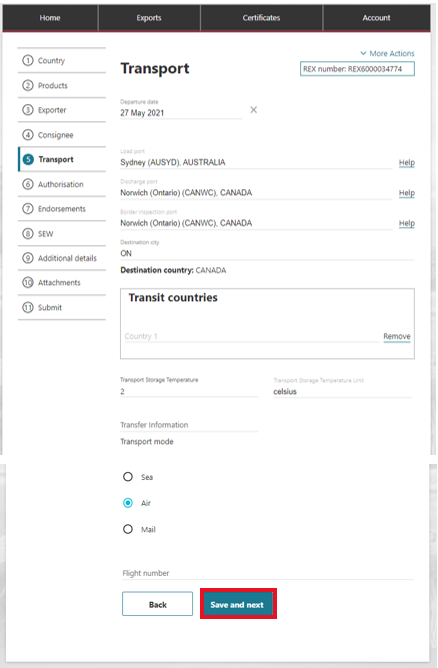 Home Exports Certificates Account
1 Country
2 Products
3 Exporter
4 Consignee
5 Transport
6 Authorisation
7 Endorsements
8 SEW
9 Additional details
10 Attachments
11 Submit
More Actions
Transport
REX number: REX6000034774
Departure date
27 May 2021
Load port
Sydney (AUSYD), AUSTRALIA Help
Discharge port
Norwich (Ontario) (CANWC), CANADA Help
Border inspection port
Norwich (Ontario) (CANWC), CANADA Help
Destination city
ON
Destination country: CANADA
Transit countries
Country 1 Remove
Transport Storage Temperature Transport Storage Temperature Unit
2 celsius
Transfer Information
Transport mode
Sea
Air
Mail
Flight number
Back Save and next